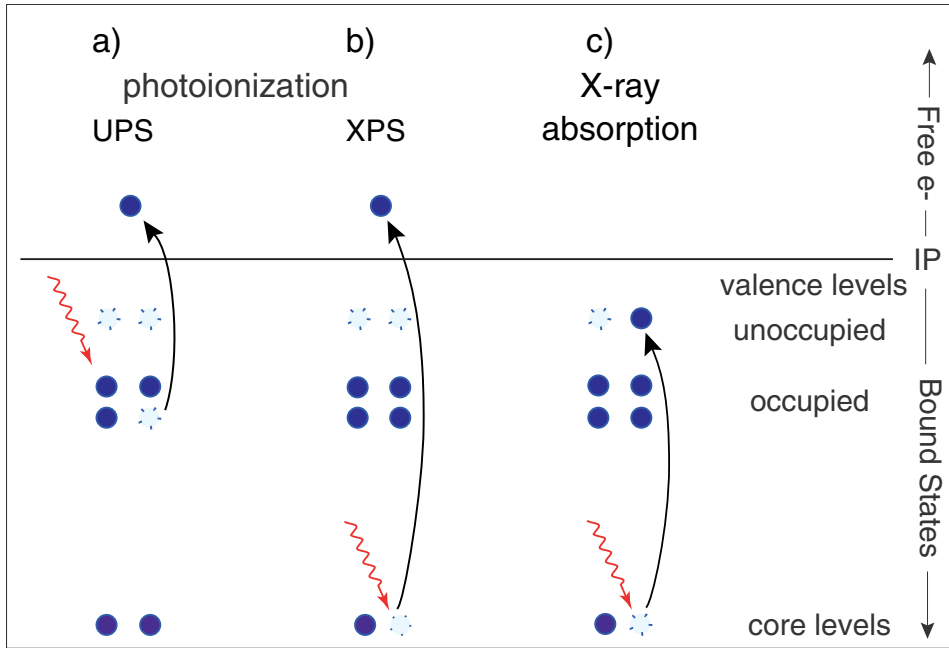 a)
b)
c)
photoionization
X-ray
absorption
UPS
XPS
Free e-
IP
valence levels
unoccupied
occupied
Bound States
core levels